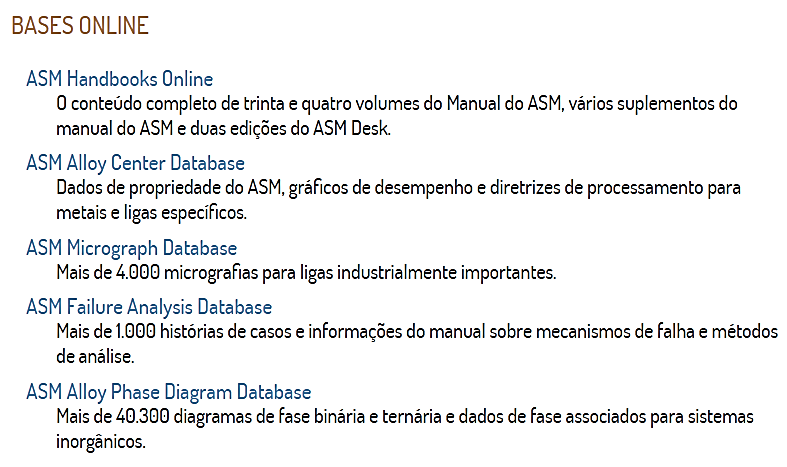 BASES ONLINE
ASM Handbooks Online
O conteúdo completo de trinta e quatro volumes do Manual do ASM, vários suplementos do
manual do ASM e duas edições do ASM Desk.
ASM Alloy Center Database
Dados de propriedade do ASM, gráficos de desempenho e diretrizes de processamento para
metais e ligas específicos.
ASM Micrograph Database
Mais de 4.000 micrografias para ligas industrialmente importantes.
ASM Failure Analysis Database
Mais de 1.000 histórias de casos e informações do manual sobre mecanismos de falha e métodos
de análise.
ASM Alloy Phase Diagram Database
Mais de 40.300 diagramas de fase binária e ternária e dados de fase associados para sistemas
inorgânicos.